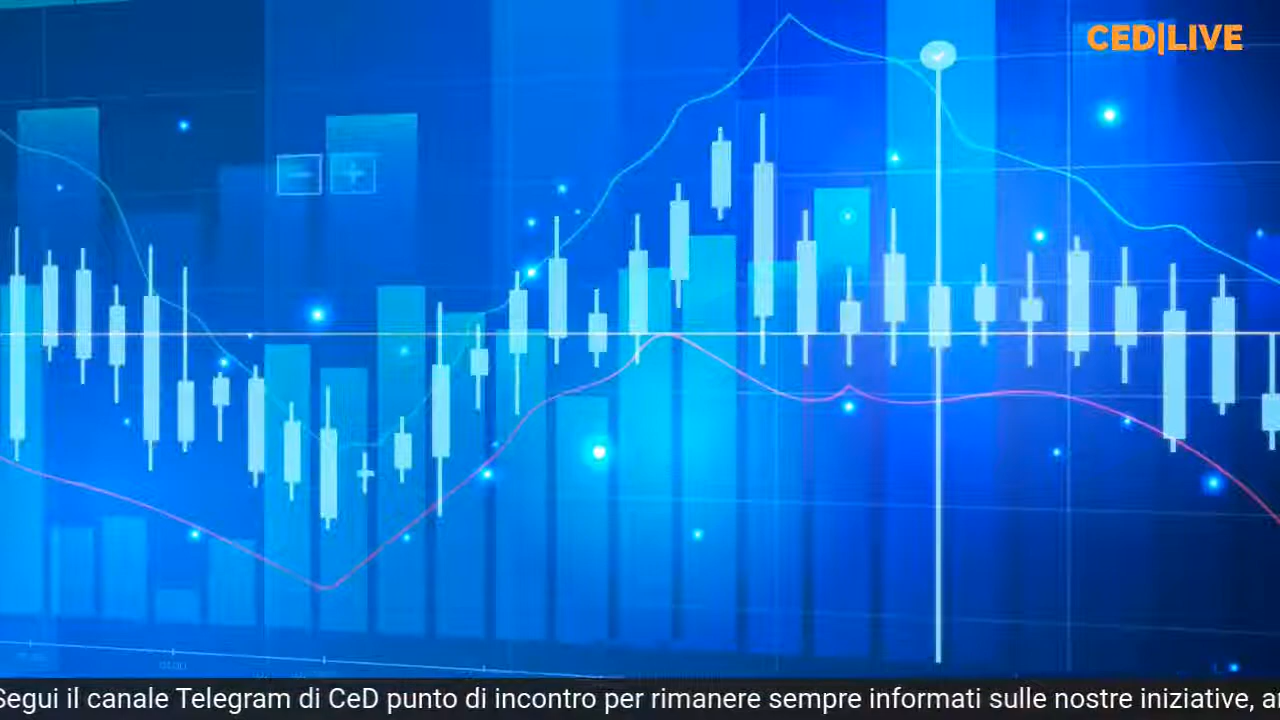 CED|LIVE
Segui il canale Telegram di CeD punto di incontro per rimanere sempre informati sulle nostre iniziative,